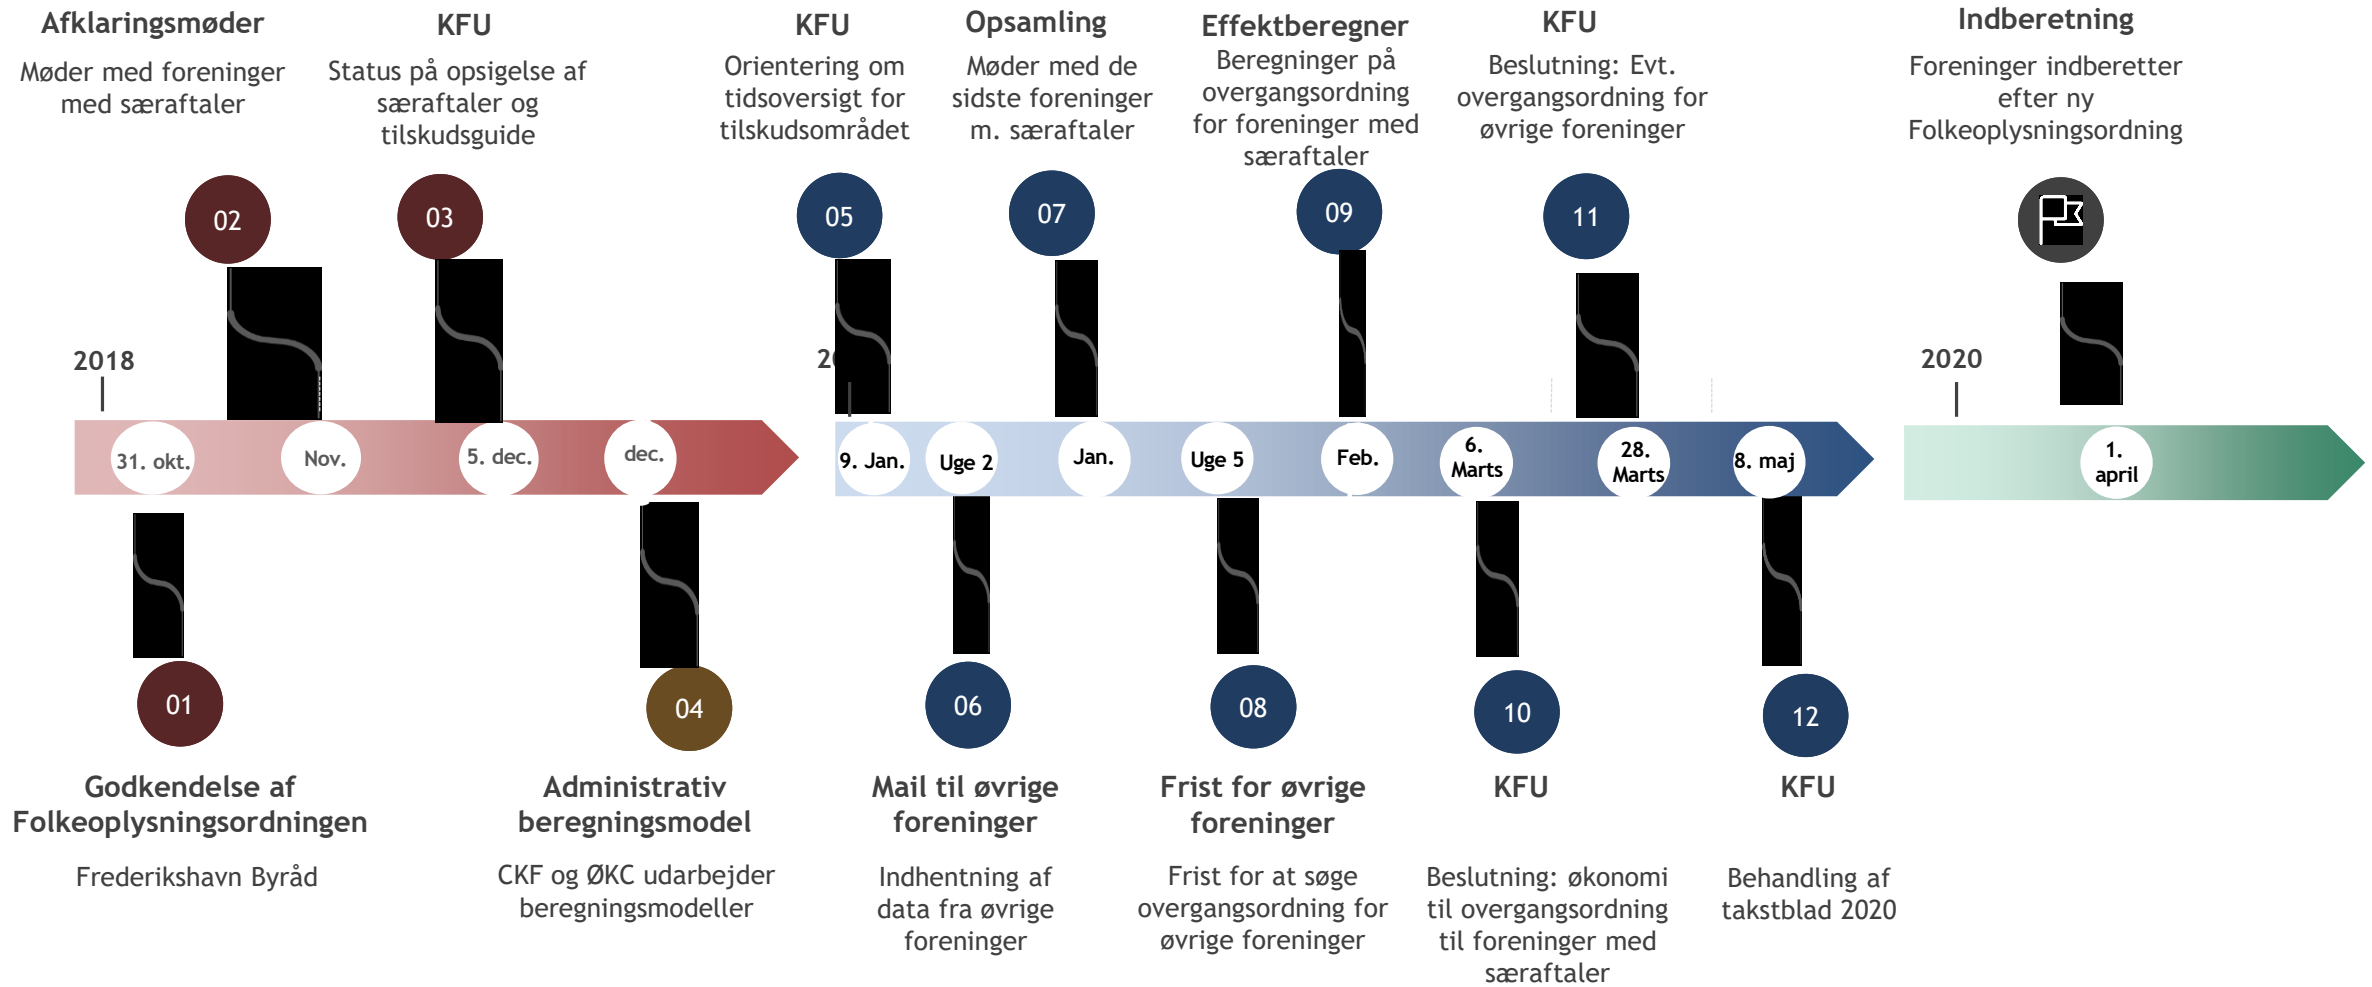 Afklaringsmøder
Møder med foreninger
med særaftaler
KFU
Status på opsigelse af
særaftaler og
tilskudsguide
KFU
Orientering om
tidsoversigt for
tilskudsområdet
Opsamling
Møder med de
sidste foreninger
m. særaftaler
Effektberegner
Beregninger på
overgangsordning
for foreninger med
særaftaler
KFU
Beslutning: Evt.
overgangsordning for
øvrige foreninger
Indberetning
Foreninger indberetter
efter ny
Folkeoplysningsordning
02
03
05
07
09
11
2018
2020
31. okt.
Nov.
5. dec.
dec.
9. Jan.
Uge 2
Jan.
Uge 5
Feb.
6.
Marts
28.
Marts
8. maj
1.
april
01
04
06
08
10
12
Godkendelse af
Folkeoplysningsordningen
Frederikshavn Byråd
Administrativ
beregningsmodel
CKF og ØKC udarbejder
beregningsmodeller
Mail til øvrige
foreninger
Indhentning af
data fra øvrige
foreninger
Frist for øvrige
foreninger
Frist for at søge
overgangsordning for
øvrige foreninger
KFU
Beslutning: økonomi
til overgangsordning
til foreninger med
særaftaler
KFU
Behandling af
takstblad 2020